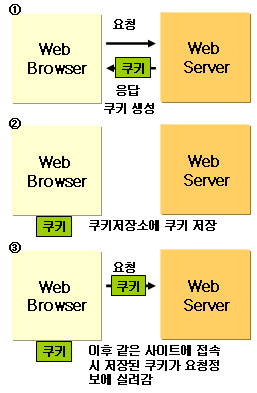 ①
요청
Web Browser
Web Server
쿠키
응답
쿠키 생성
②
Web Browser
Web Server
쿠키
쿠키저장소에 쿠키 저장
③
요청
Web Browser
쿠키
Web Server
쿠키
이후 같은 사이트에 접속
시 저장된 쿠키가 요청정
보에 실려감